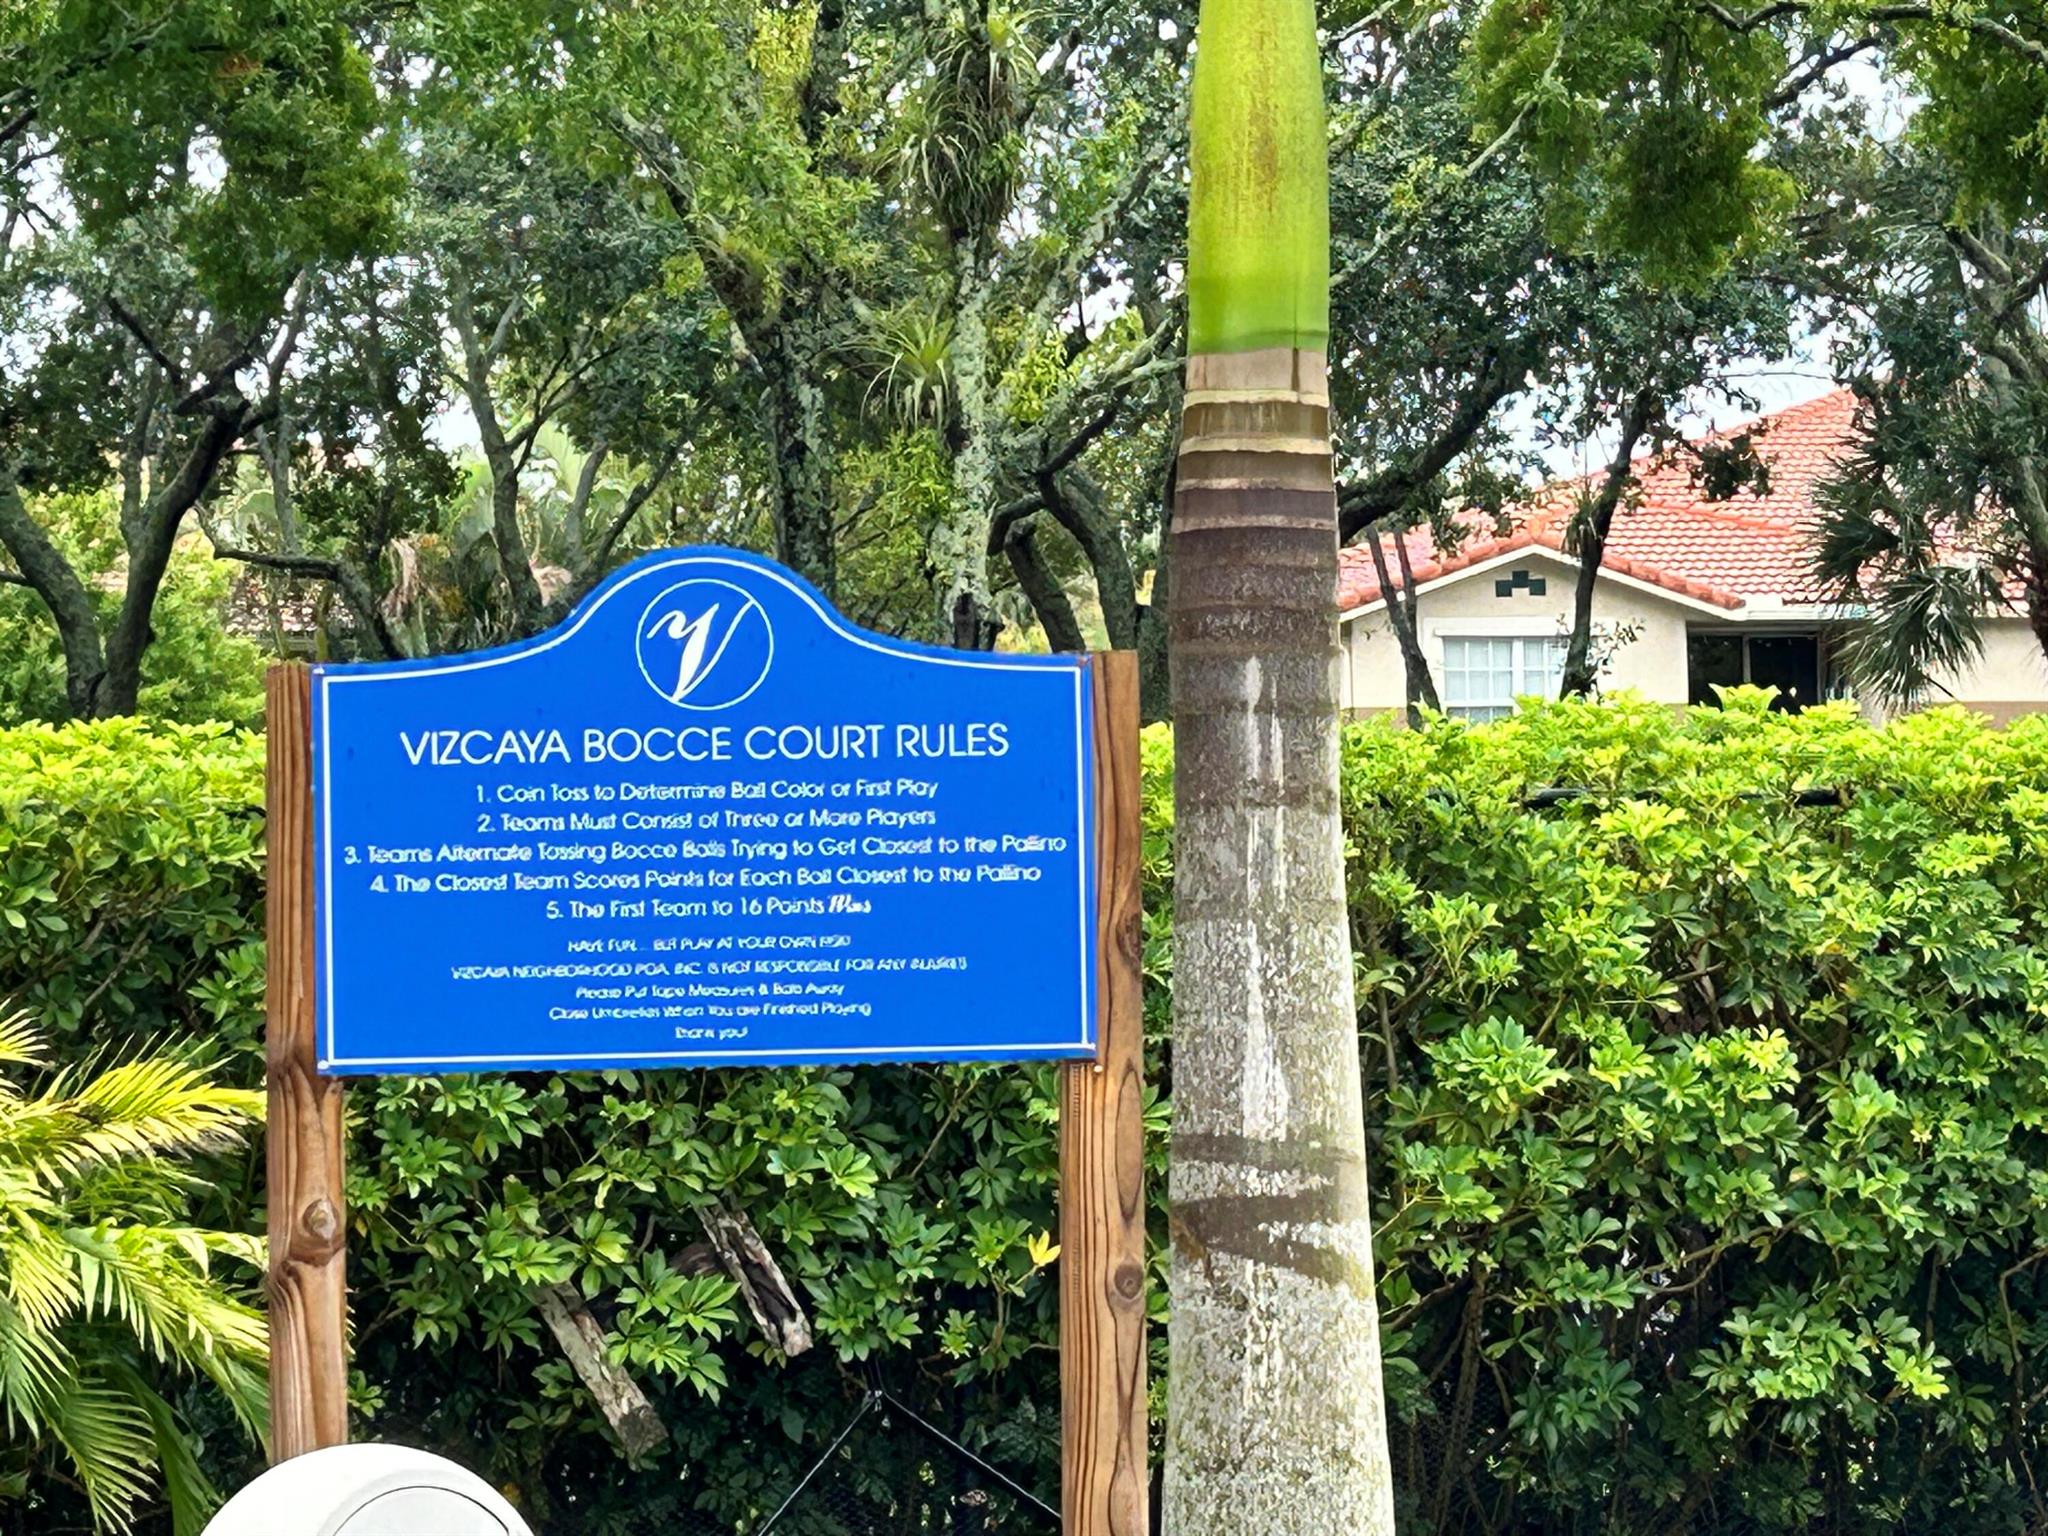 V
VIZCAYA BOCCE COURT RULES
1. Coin Toss to Determine Ball Color or First Play
2. Teams Must Consist of Three or More Players
3. Teams Alternate Tossing Bocce Balls Trying to Get Closest to the Pallino
4. The Closest Team Scores Points for Each Ball Closest to the Pallino
5. The First Team to 16 Points Wins
HAVE FUN... BUT PLAY AT YOUR OWN RISK!
VIZCAYA NEIGHBORHOOD POA, INC. IS NOT RESPONSIBLE FOR ANY INJURIES
Please Put Tape Measures & Balls Away
Close Umbrellas When You are Finished Playing
Thank you!